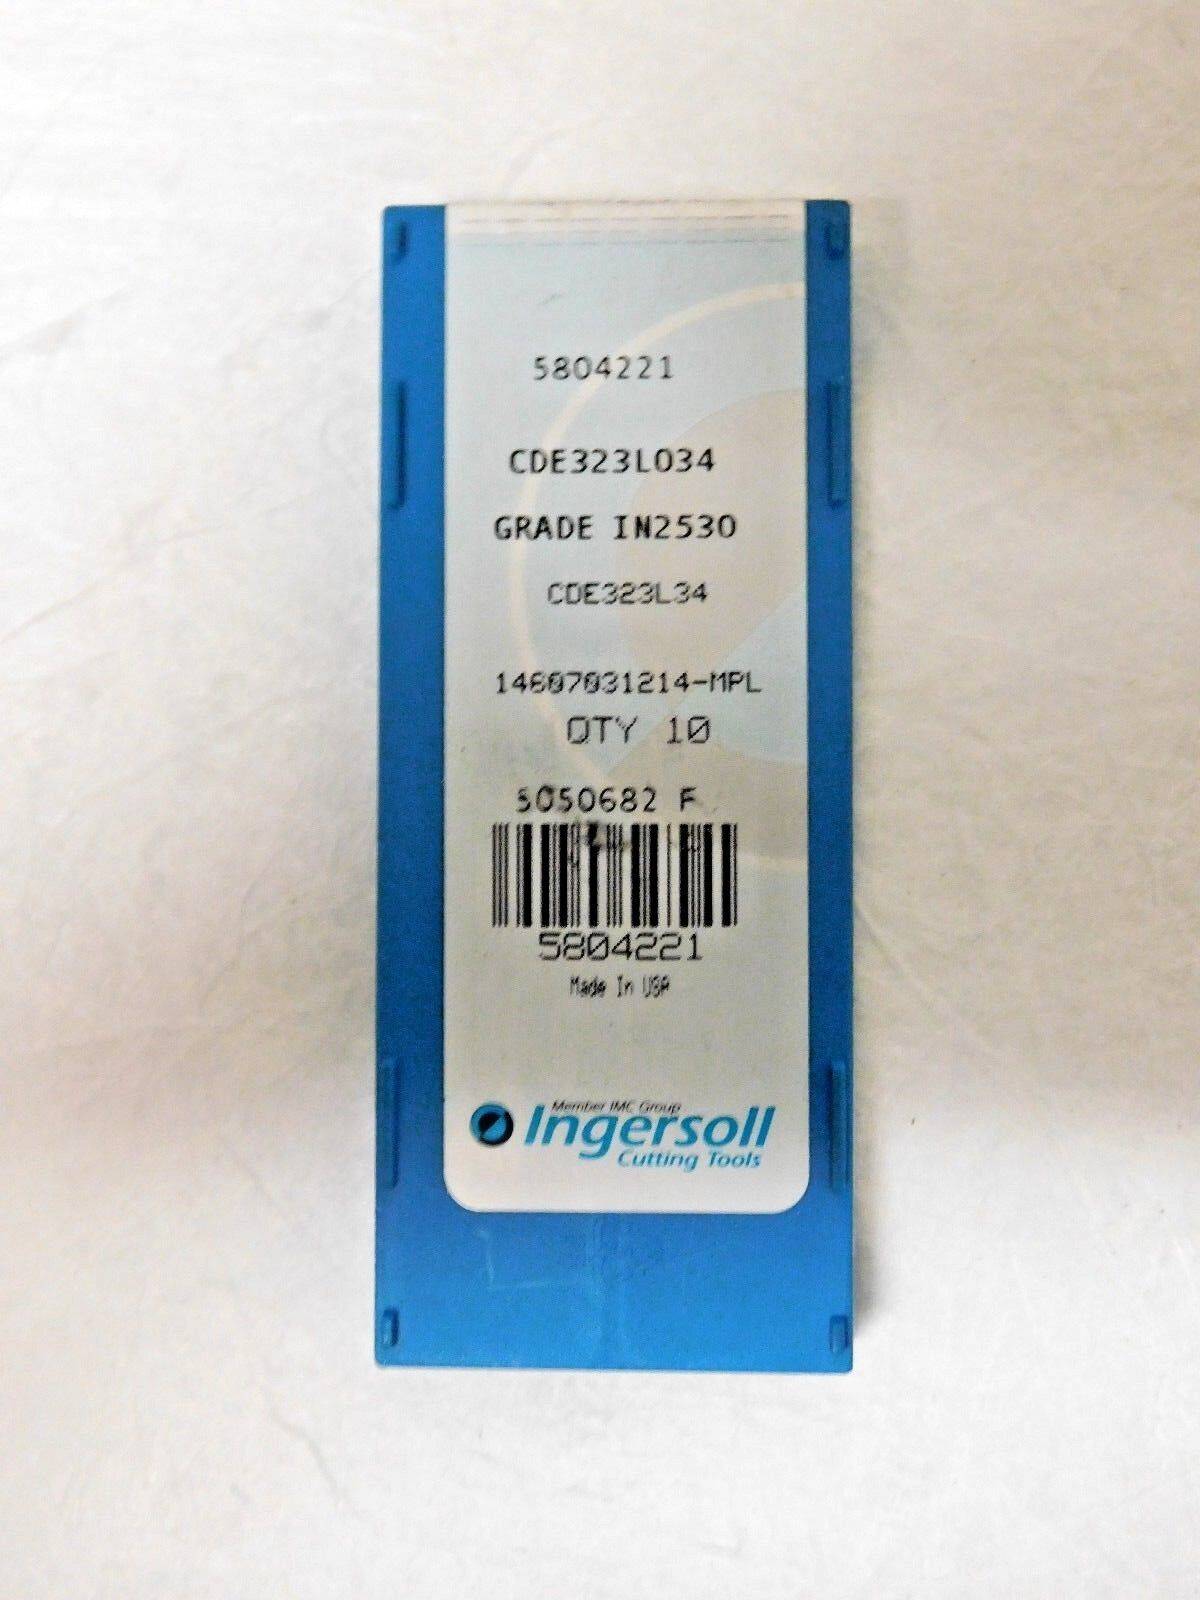 5804221
CDE323L034
GRADE IN2530
CDE323L34
14607031214-MPL
QTY 10
5050682 F
5804221
Made In USA
Member IMC Group
Ingersoll
Cutting Tools